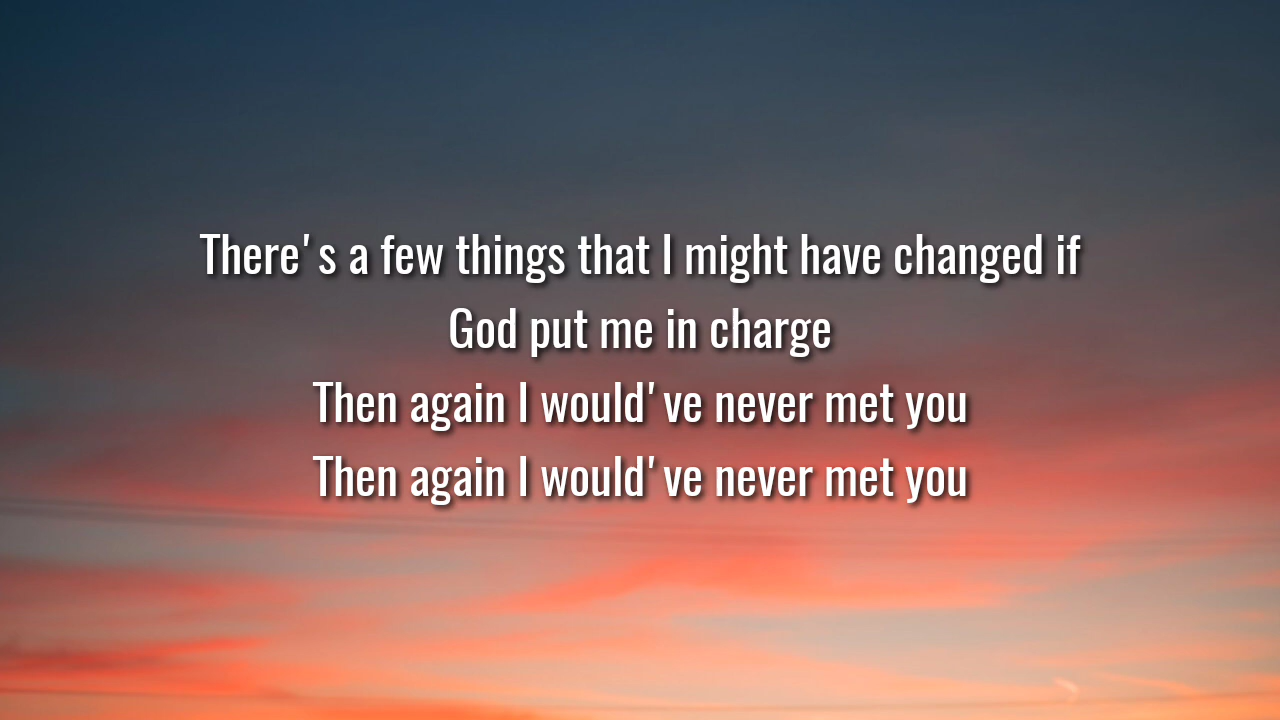 There's a few things that I might have changed if
God put me in charge
Then again I would've never met you
Then again I would've never met you